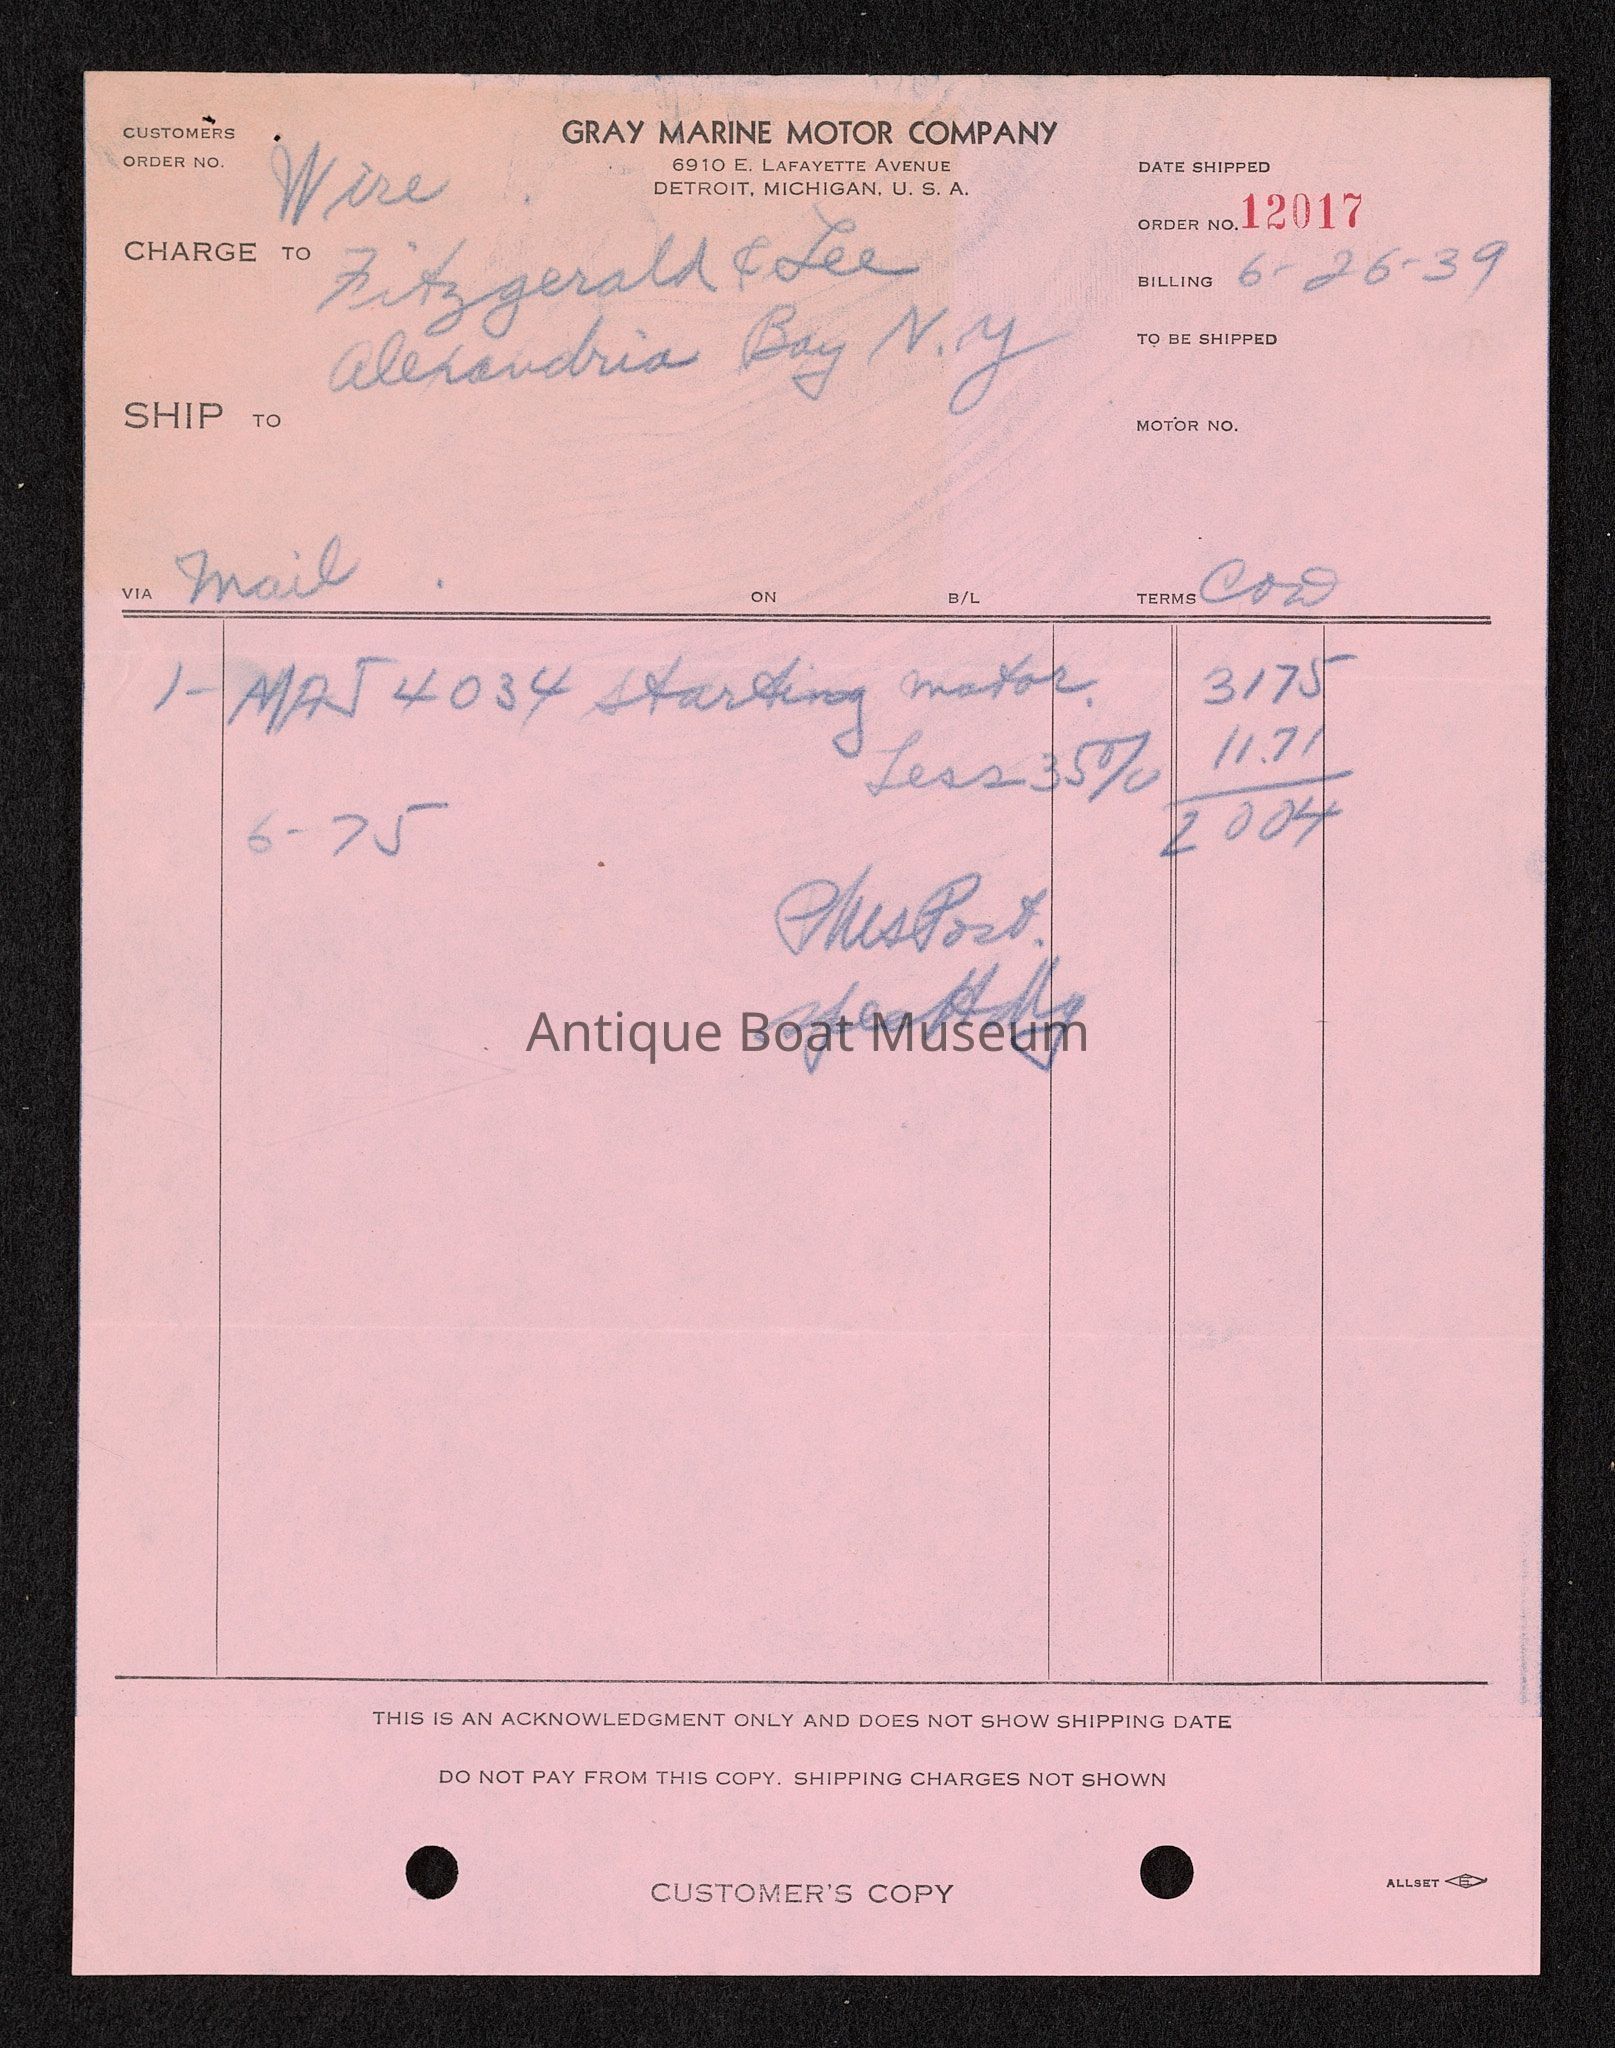 CUSTOMERS
ORDER NO. Wire
GRAY MARINE MOTOR COMPANY
6910 E. LAFAYETTE AVENUE
DETROIT, MICHIGAN, U. S. A.
DATE SHIPPED
ORDER NO. 12017
CHARGE TO Fitzgerald & Lee
Alexandria Bay N.Y
BILLING 6-26-39
TO BE SHIPPED
SHIP TO
MOTOR NO.
VIA Mail
ON
B/L
TERMS COD
1- 4034 starting motor. 3175
Less 35% 11.71
6-75 2004
Plus Post.
Spec Hdlg
Antique Boat Museum
THIS IS AN ACKNOWLEDGMENT ONLY AND DOES NOT SHOW SHIPPING DATE
DO NOT PAY FROM THIS COPY. SHIPPING CHARGES NOT SHOWN
CUSTOMER'S COPY
ALLSET